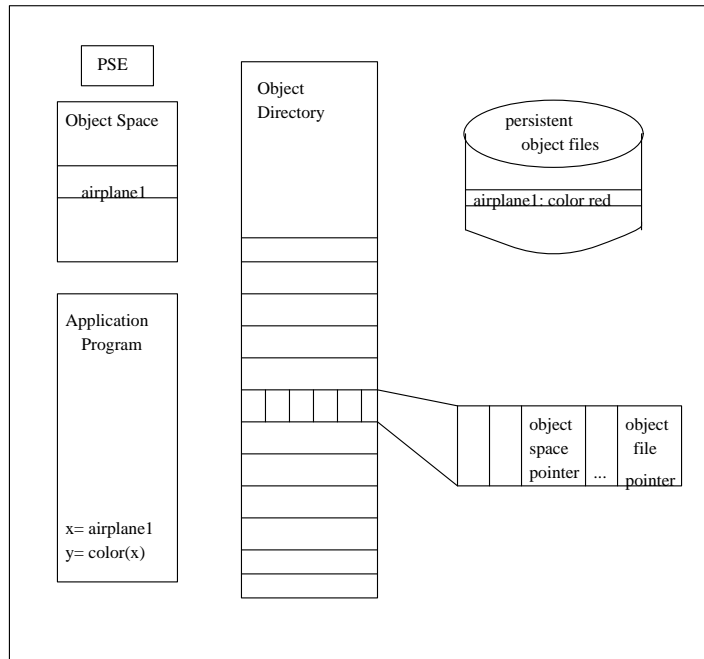 PSE
Object Space
airplane1
Application
Program
x= airplane1
y= color(x)
Object
Directory
persistent
object files
airplane1: color red
object
space
pointer
...
object
file
pointer